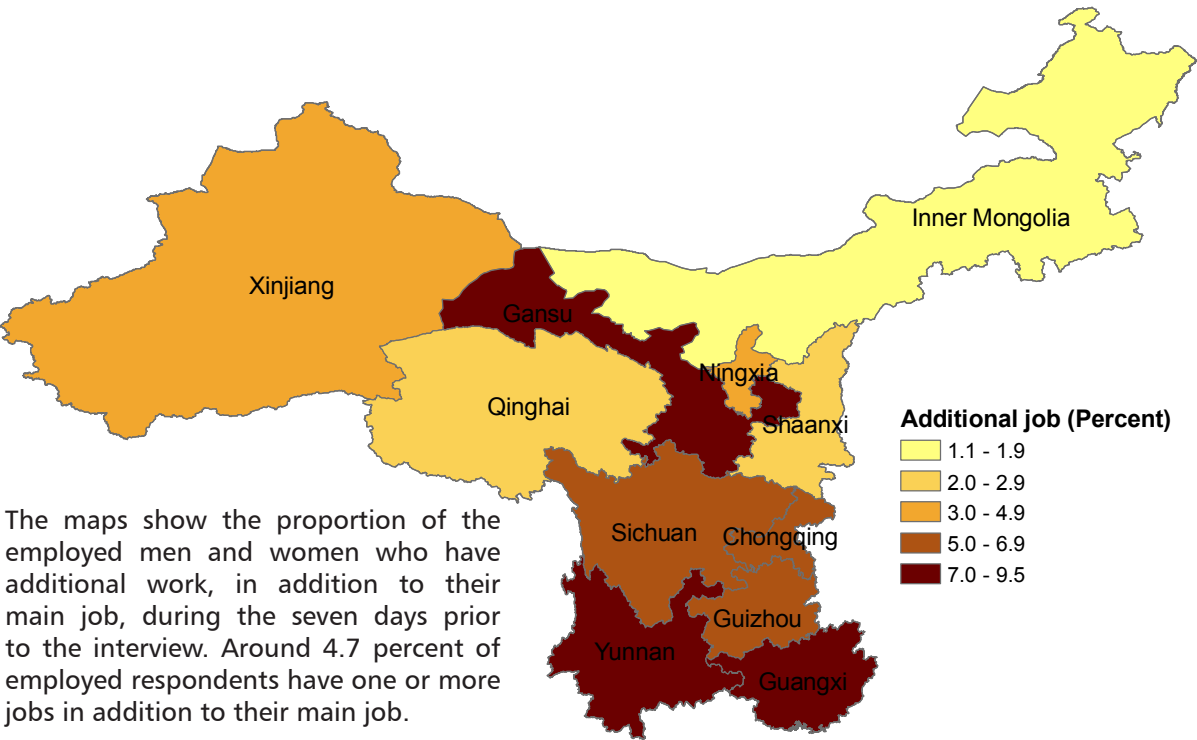 Inner Mongolia
Xinjiang
Gansu
Ningxia
Qinghai
Shaanxi
Additional job (Percent)
1.1 - 1.9
2.0 - 2.9
3.0 - 4.9
5.0 - 6.9
7.0 - 9.5
Sichuan
Chongqing
Guizhou
Yunnan
Guangxi
The maps show the proportion of the
employed men and women who have
additional work, in addition to their
main job, during the seven days prior
to the interview. Around 4.7 percent of
employed respondents have one or more
jobs in addition to their main job.